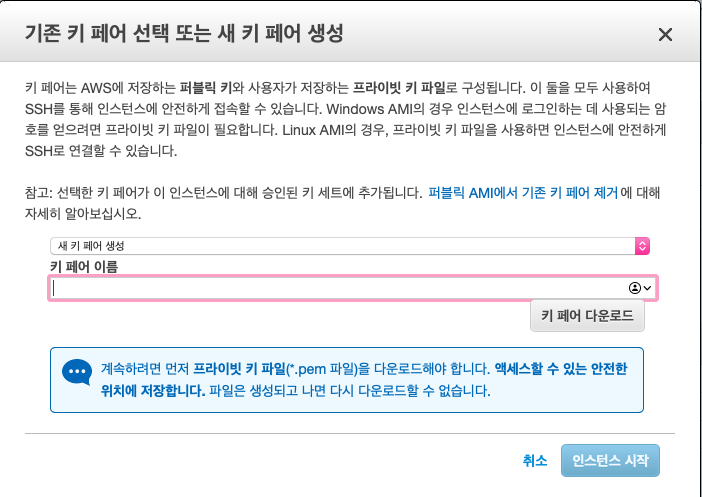 기존 키 페어 선택 또는 새 키 페어 생성
키 페어는 AWS에 저장하는 퍼블릭 키와 사용자가 저장하는 프라이빗 키 파일로 구성됩니다. 이 둘을 모두 사용하여
SSH를 통해 인스턴스에 안전하게 접속할 수 있습니다. Windows AMI의 경우 인스턴스에 로그인하는 데 사용되는 암
호를 얻으려면 프라이빗 키 파일이 필요합니다. Linux AMI의 경우, 프라이빗 키 파일을 사용하면 인스턴스에 안전하게
SSH로 연결할 수 있습니다.
참고: 선택한 키 페어가 이 인스턴스에 대해 승인된 키 세트에 추가됩니다. 퍼블릭 AMI에서 기존 키 페어 제거에 대해
자세히 알아보십시오.
새 키 페어 생성
키 페어 이름
키 페어 다운로드
계속하려면 먼저 프라이빗 키 파일(*.pem 파일)을 다운로드해야 합니다. 액세스할 수 있는 안전한
위치에 저장합니다. 파일은 생성되고 나면 다시 다운로드할 수 없습니다.
취소
인스턴스 시작